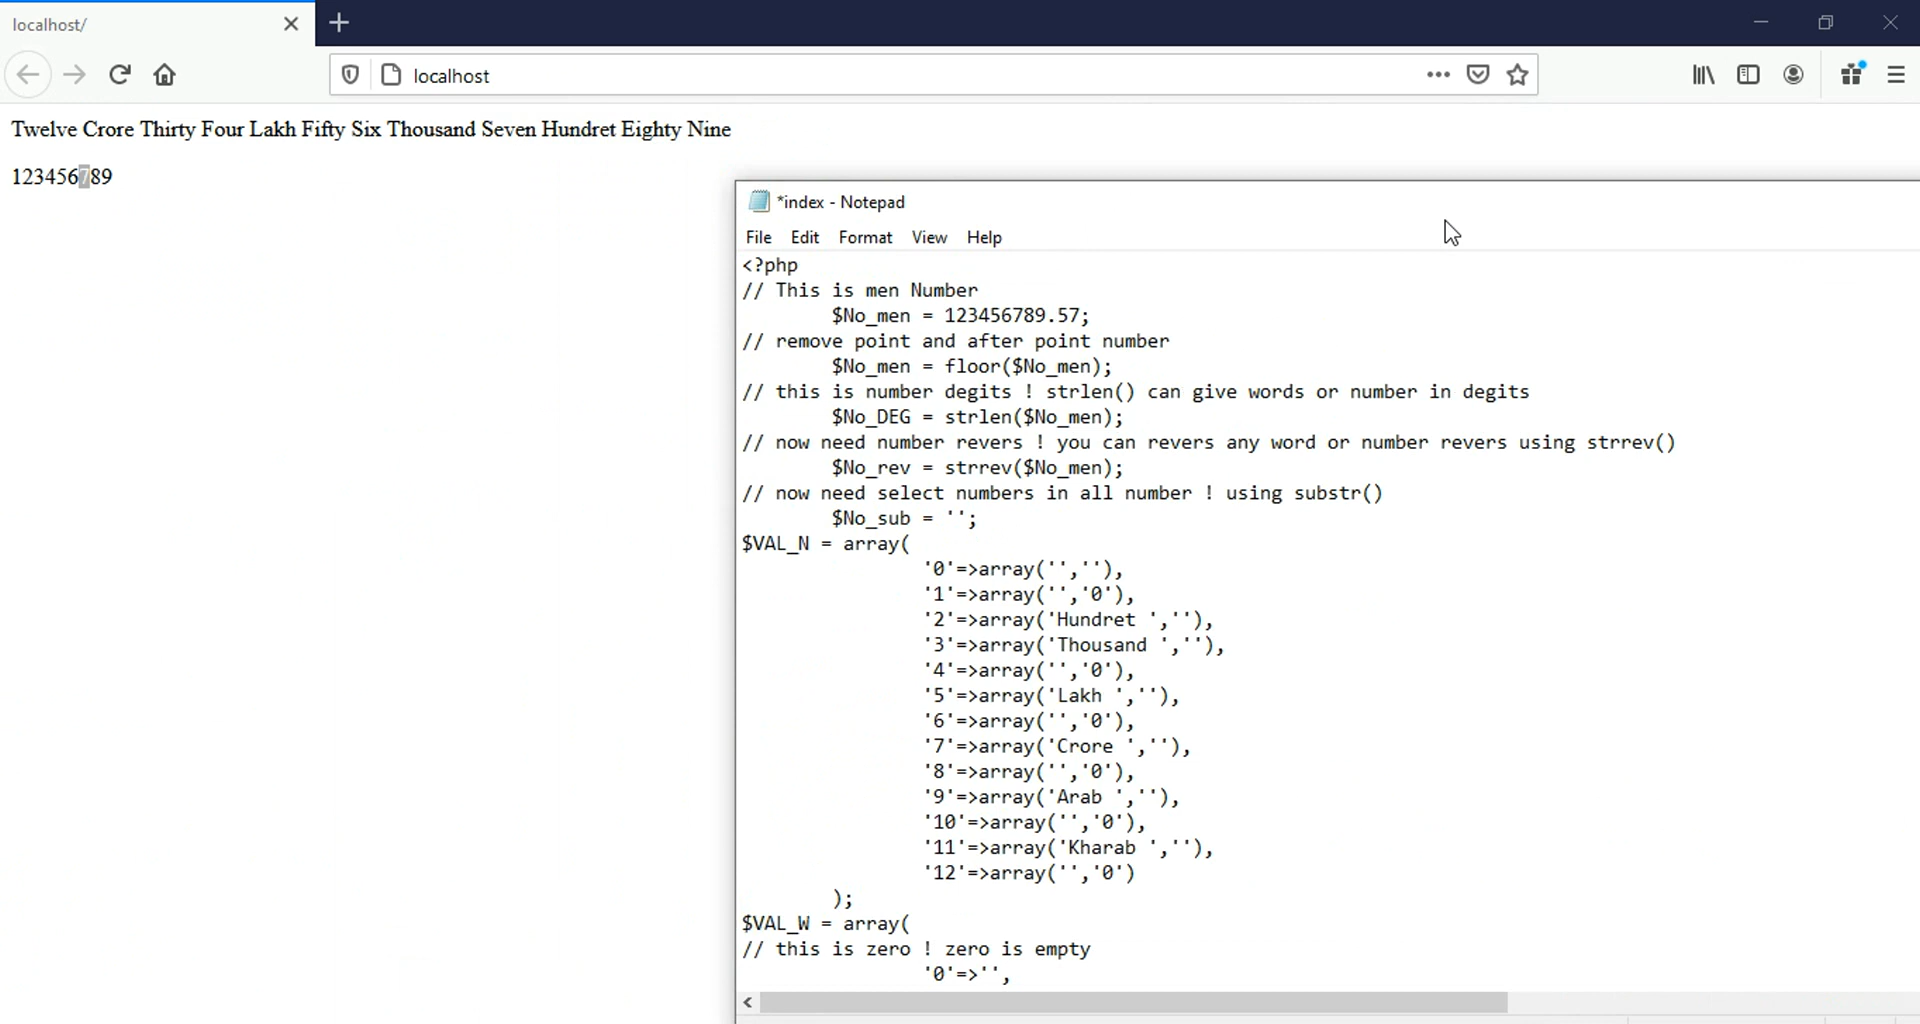 localhost/
localhost
Twelve Crore Thirty Four Lakh Fifty Six Thousand Seven Hundret Eighty Nine
123456789
*index - Notepad
File Edit Format View Help
<?php
// This is men Number
$No_men = 123456789.57;
// remove point and after point number
$No_men = floor($No_men);
// this is number degits ! strlen() can give words or number in degits
$No_DEG = strlen($No_men);
// now need number revers ! you can revers any word or number revers using strrev()
$No_rev = strrev($No_men);
// now need select numbers in all number ! using substr()
$No_sub = '';
$VAL_N = array(
'0'=>array('',''),
'1'=>array('','0'),
'2'=>array('Hundret ',''),
'3'=>array('Thousand ',''),
'4'=>array('','0'),
'5'=>array('Lakh ',''),
'6'=>array('','0'),
'7'=>array('Crore ',''),
'8'=>array('','0'),
'9'=>array('Arab ',''),
'10'=>array('','0'),
'11'=>array('Kharab ',''),
'12'=>array('','0')
);
$VAL_W = array(
// this is zero ! zero is empty
'0'=>'',